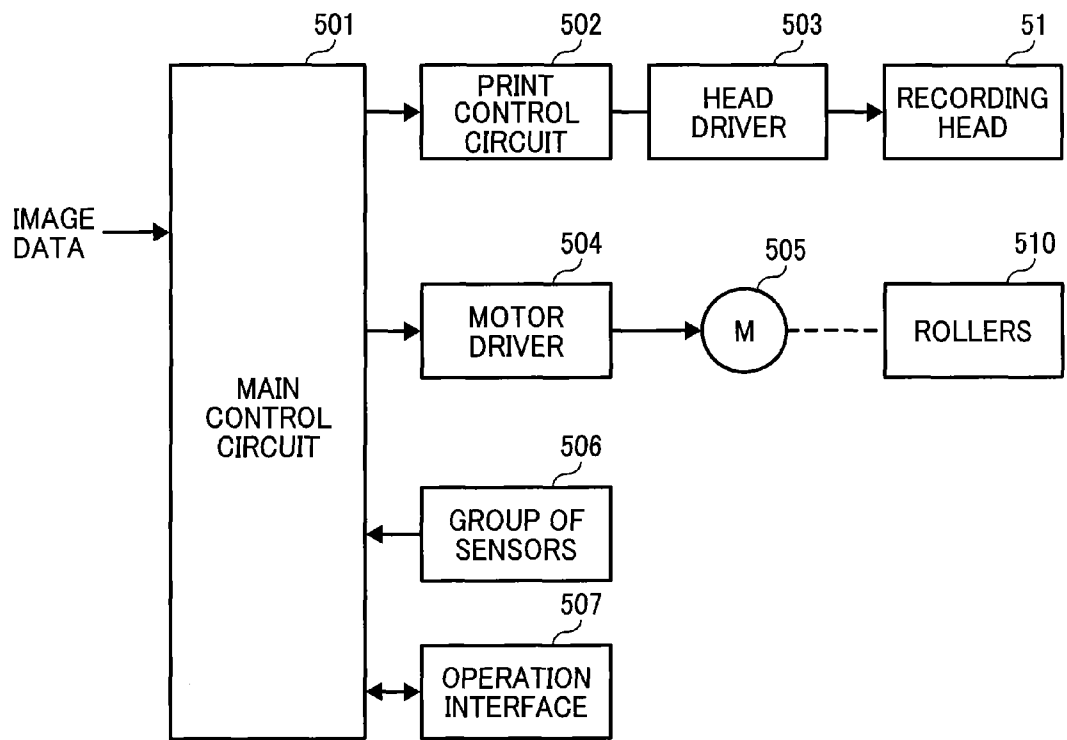 501
502
503
51
PRINT
CONTROL
CIRCUIT
HEAD
DRIVER
RECORDING
HEAD
IMAGE
DATA
504
505
510
MOTOR
DRIVER
M
ROLLERS
MAIN
CONTROL
CIRCUIT
506
GROUP OF
SENSORS
507
OPERATION
INTERFACE